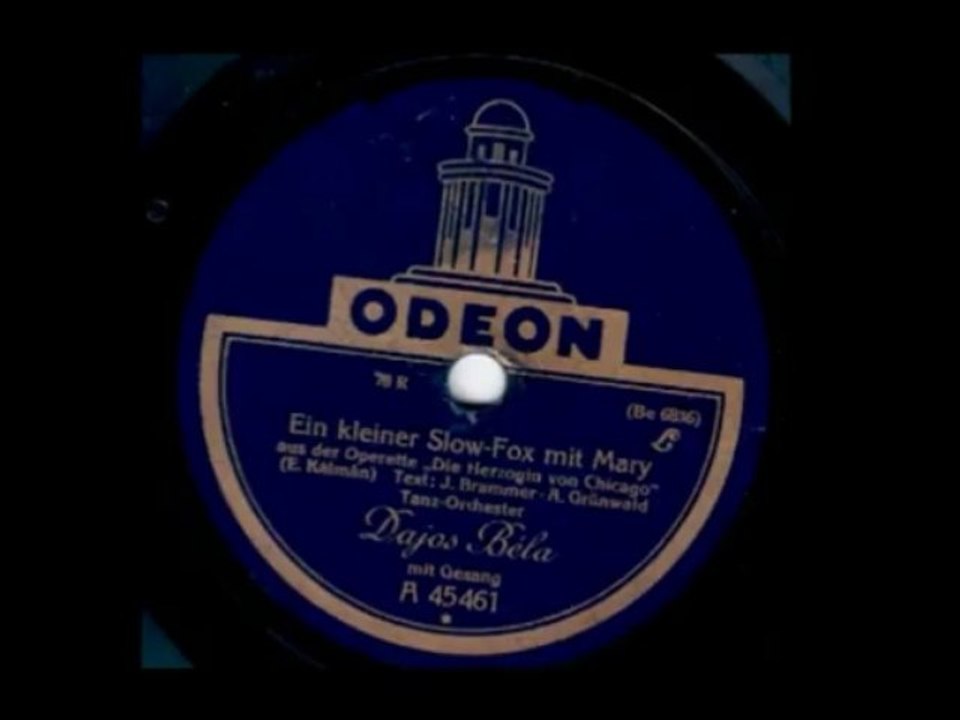 ODEON
78 R
(Be 6836)
Ein kleiner Slow-Fox mit Mary
aus der Operette „Die Herzogin von Chicago"
(E. Kálmán) Text: J. Brammer - A. Grünwald
Tanz-Orchester
Dajos Béla
mit Gesang
A 45461